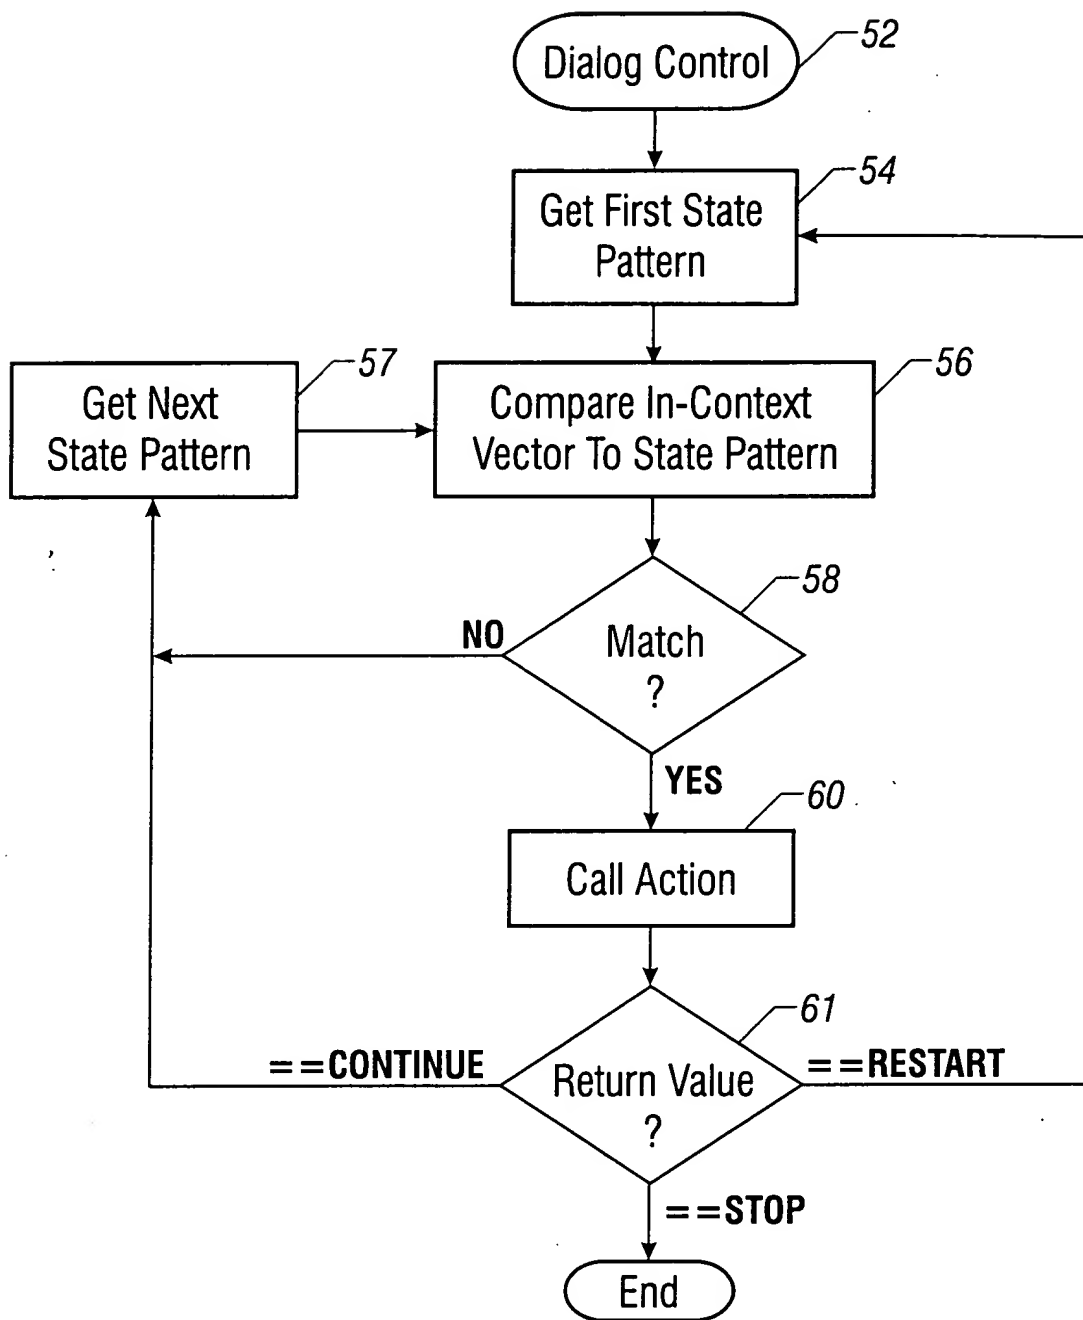 Dialog Control
52
54
Get First State
Pattern
57
56
Get Next
State Pattern
Compare In-Context
Vector To State Pattern
58
NO
Match
?
YES
60
Call Action
61
==CONTINUE
==RESTART
Return Value
?
==STOP
End